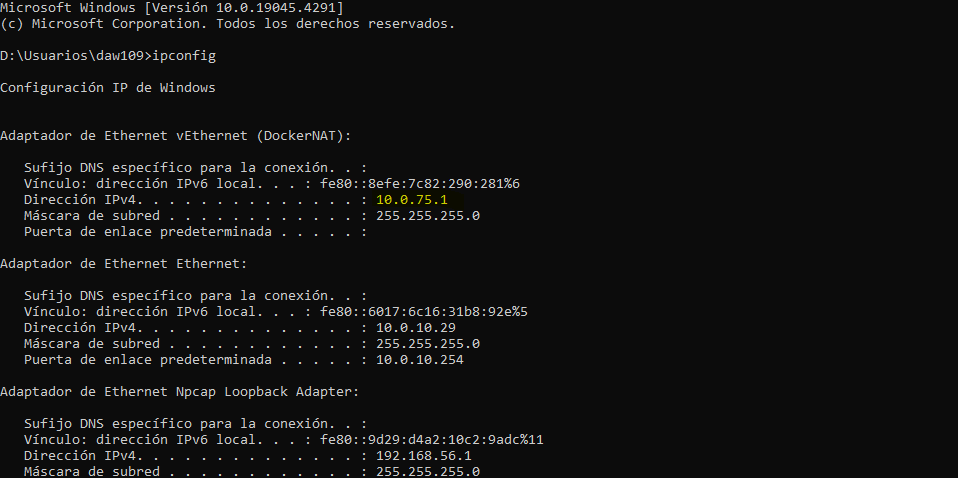 Microsoft Windows [Versión 10.0.19045.4291]
(c) Microsoft Corporation. Todos los derechos reservados.
D:\Usuarios\daw109>ipconfig
Configuración IP de Windows
Adaptador de Ethernet vEthernet (DockerNAT):
Sufijo DNS específico para la conexión. . :
Vínculo: dirección IPv6 local. . . : fe80::8efe:7c82:290:281%6
Dirección IPv4. . . . . . . . . . . . . . : 10.0.75.1
Máscara de subred . . . . . . . . . . . . : 255.255.255.0
Puerta de enlace predeterminada . . . . . :
Adaptador de Ethernet Ethernet:
Sufijo DNS específico para la conexión. . :
Vínculo: dirección IPv6 local. . . : fe80::6017:6c16:31b8:92e%5
Dirección IPv4. . . . . . . . . . . . . . : 10.0.10.29
Máscara de subred . . . . . . . . . . . . : 255.255.255.0
Puerta de enlace predeterminada . . . . . : 10.0.10.254
Adaptador de Ethernet Npcap Loopback Adapter:
Sufijo DNS específico para la conexión. . :
Vínculo: dirección IPv6 local. . . : fe80::9d29:d4a2:10c2:9adc%11
Dirección IPv4. . . . . . . . . . . . . . : 192.168.56.1
Máscara de subred . . . . . . . . . . . . : 255.255.255.0